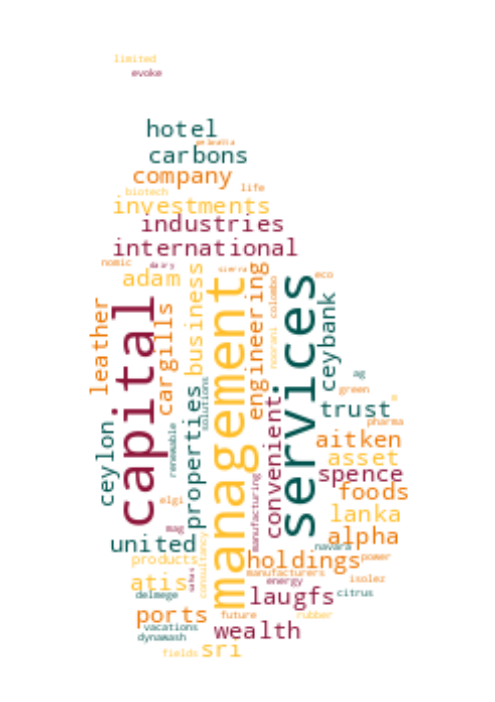 limited
evoke
hotel
pelwatta
carbons
company
life
biotech
investments
industries
international
nomic
dairy
sierra
adam
eco
business
engineering
colombo
noorani
management
services
ceybank
leather
capital
cargills
ag
green
a
solutions
properties
convenient
trust
pharma
ceylon
renewable
aitken
asset
spence
manufacturing
foods
elgi
lanka
mag
alpha
consultancy
united
navara
products
holdings
power
manufacturers
sahas
atis
energy
isolez
delmege
laugfs
citrus
ports
future
rubber
vacations
wealth
dynawash
fields
sri